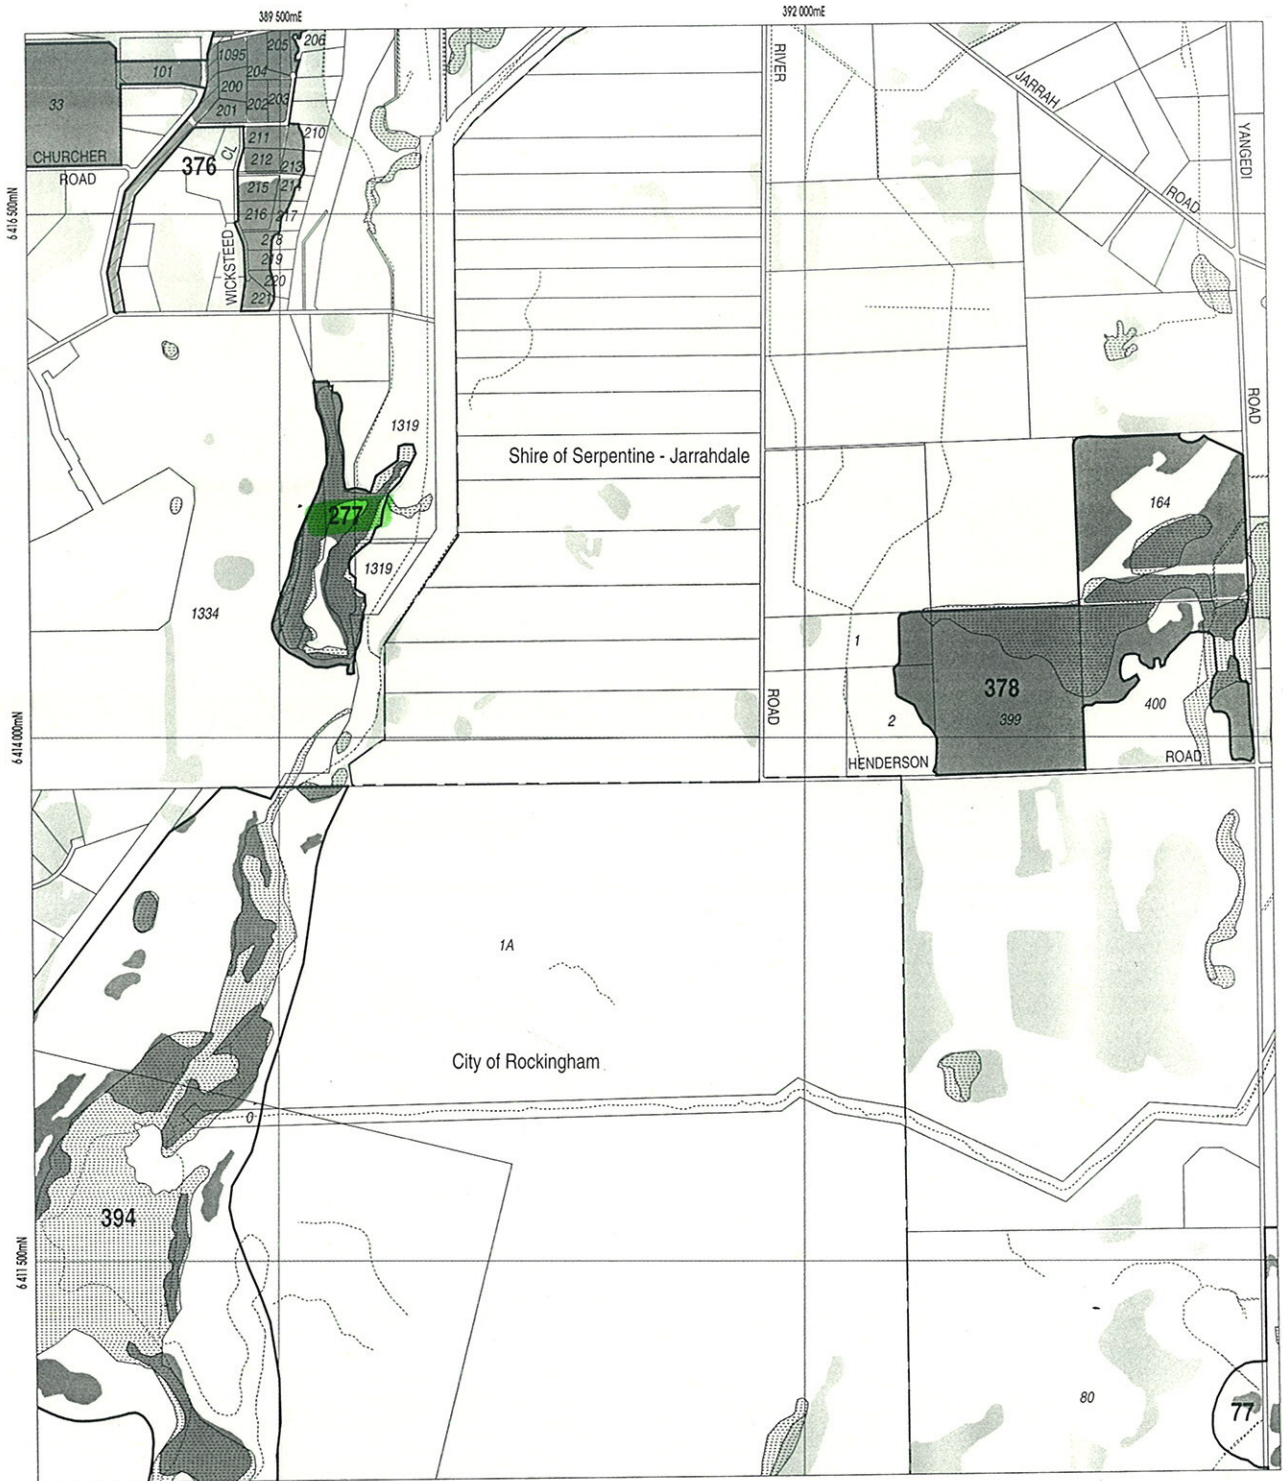 389 500mE
392 000mE
206
205
1095
RIVER
101
204
JARRAH
200
33
203
202
201
YANGEDI
210
211
CL
212
CHURCHER
376
213
ROAD
215
214
ROAD
6 416 500mN
216
217
218
WICKSTEED
219
220
221
ROAD
1319
Shire of Serpentine - Jarrahdale
164
277
1319
1334
1
378
ROAD
399
400
2
6 414 000mN
HENDERSON
ROAD
1A
City of Rockingham
0
394
6 411 500mN
80
77